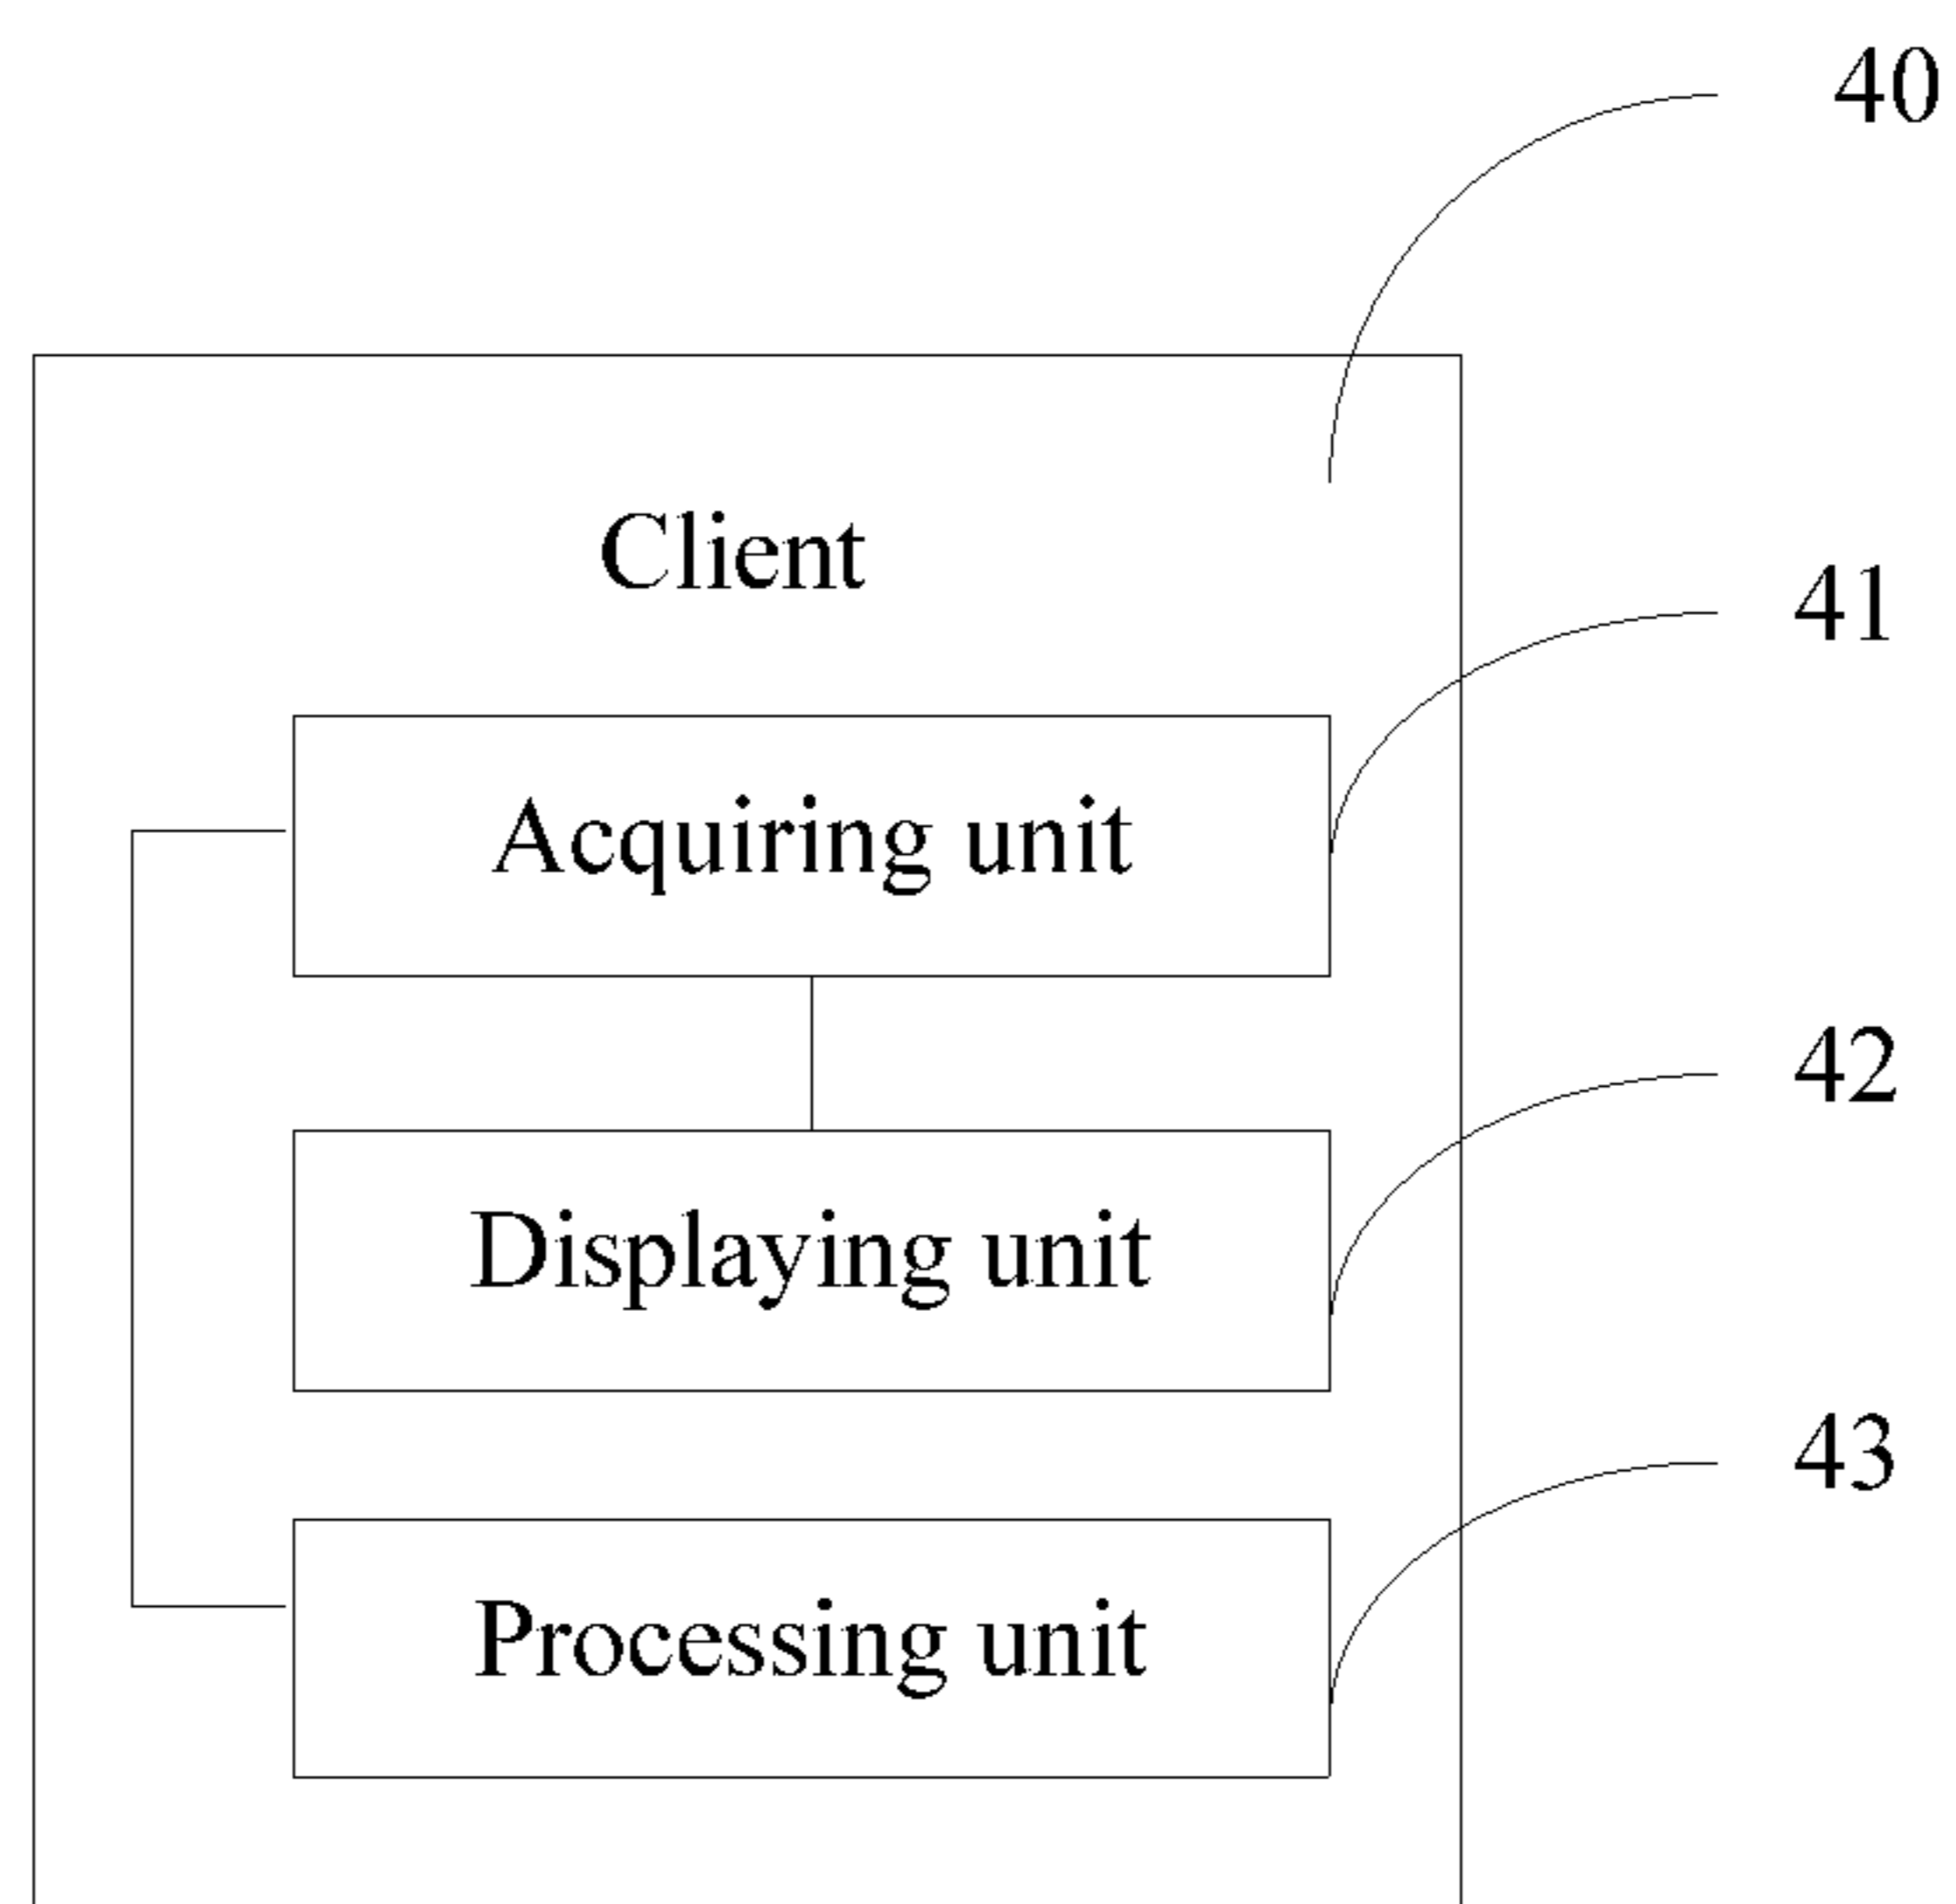 40
Client
41
Acquiring unit
42
Displaying unit
43
Processing unit